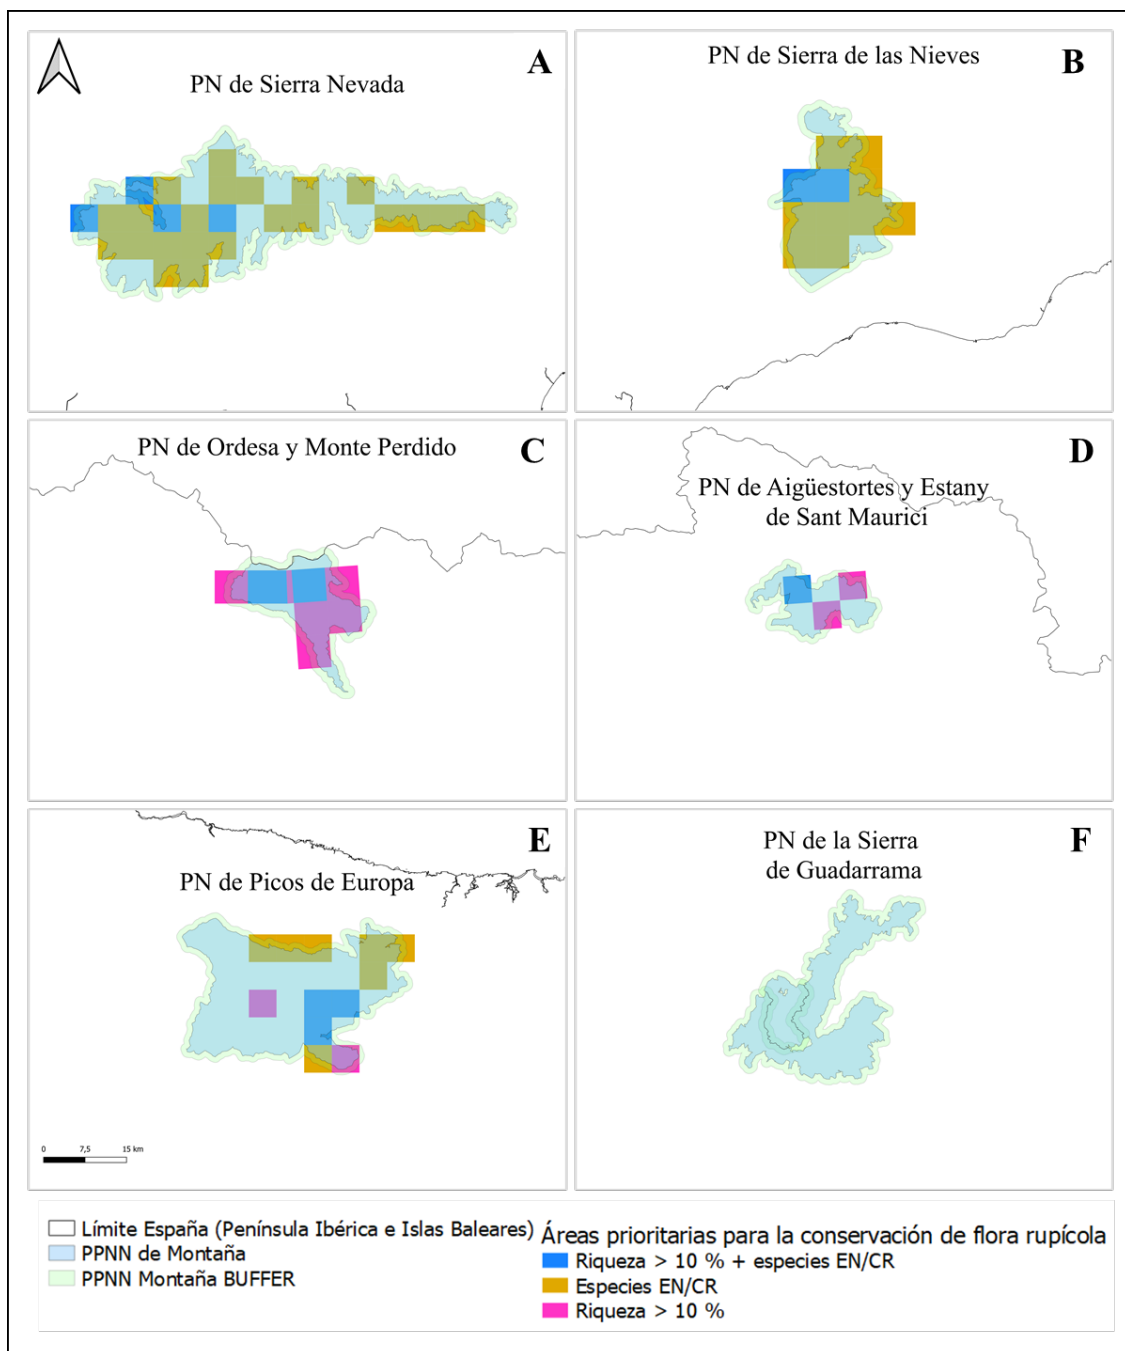 PN de Sierra Nevada
A
PN de Sierra de las Nieves
B
PN de Ordesa y Monte Perdido
C
PN de Aigüestortes y Estany
de Sant Maurici
D
PN de Picos de Europa
E
0 7,5 15 km
PN de la Sierra
de Guadarrama
F
Límite España (Península Ibérica e Islas Baleares)
PPNN de Montaña
PPNN Montaña BUFFER
Áreas prioritarias para la conservación de flora rupícola
Riqueza > 10 % + especies EN/CR
Especies EN/CR
Riqueza > 10 %